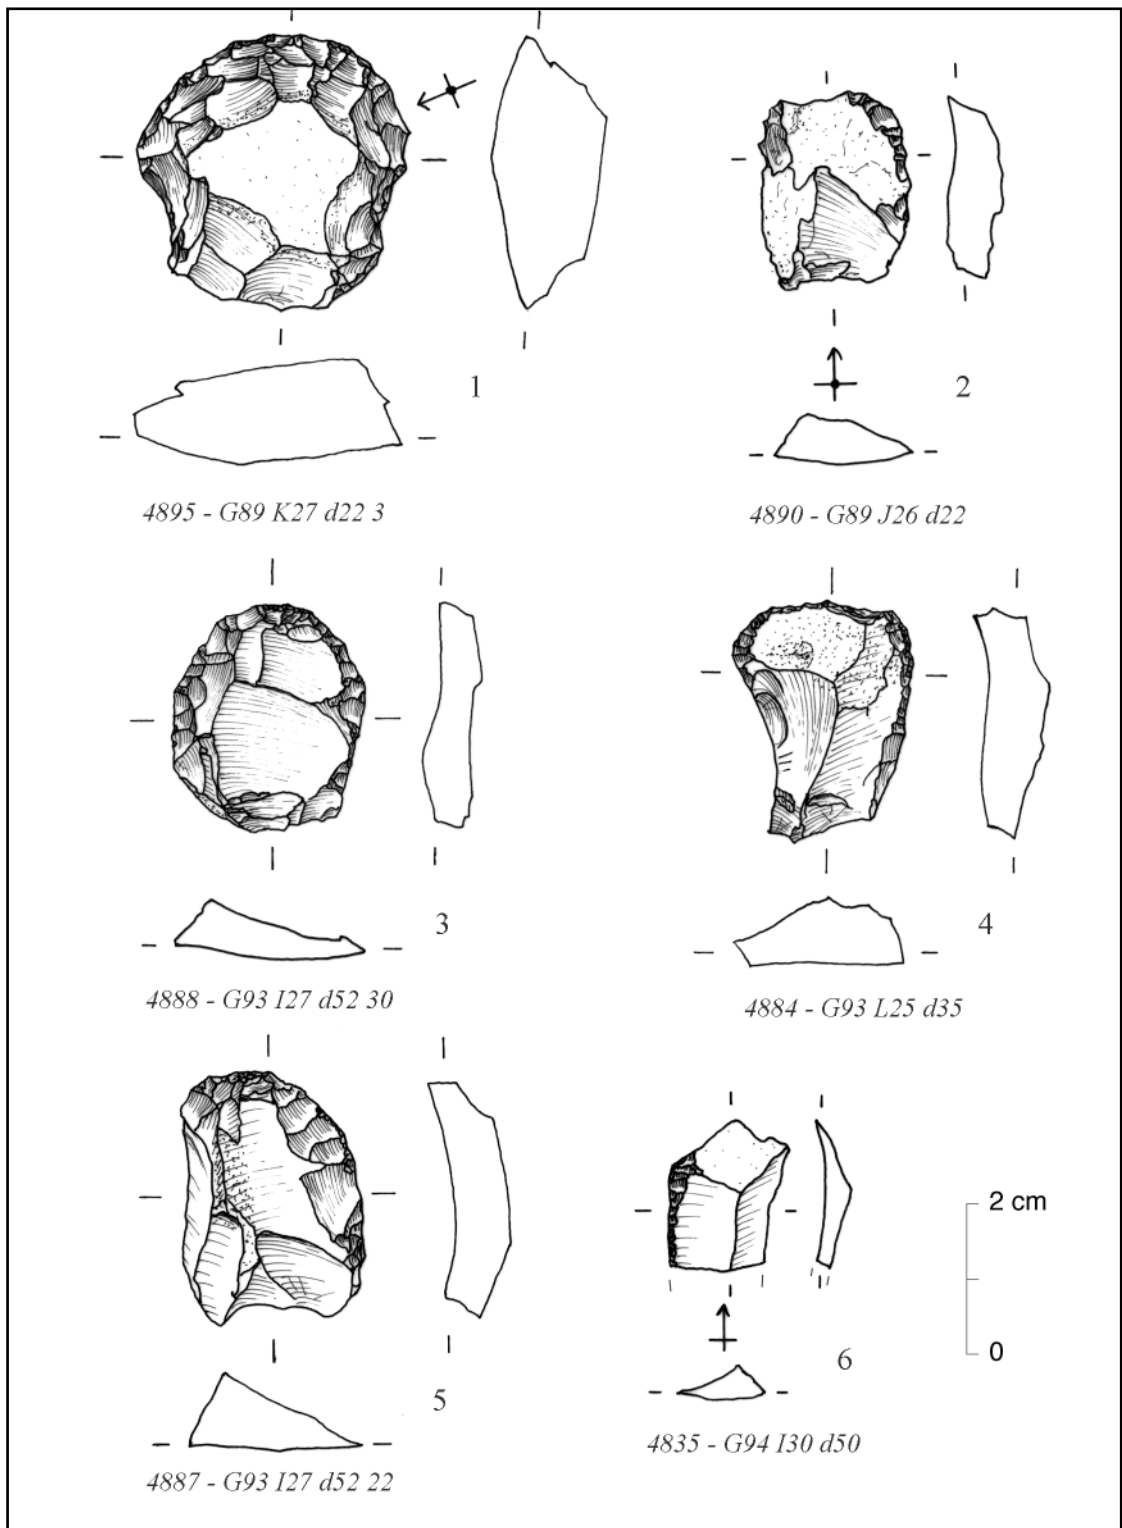 1
4895 - G89 K27 d22 3
2
4890 - G89 J26 d22
3
4888 - G93 I27 d52 30
4
4884 - G93 L25 d35
5
4887 - G93 I27 d52 22
6
4835 - G94 I30 d50
2 cm
0